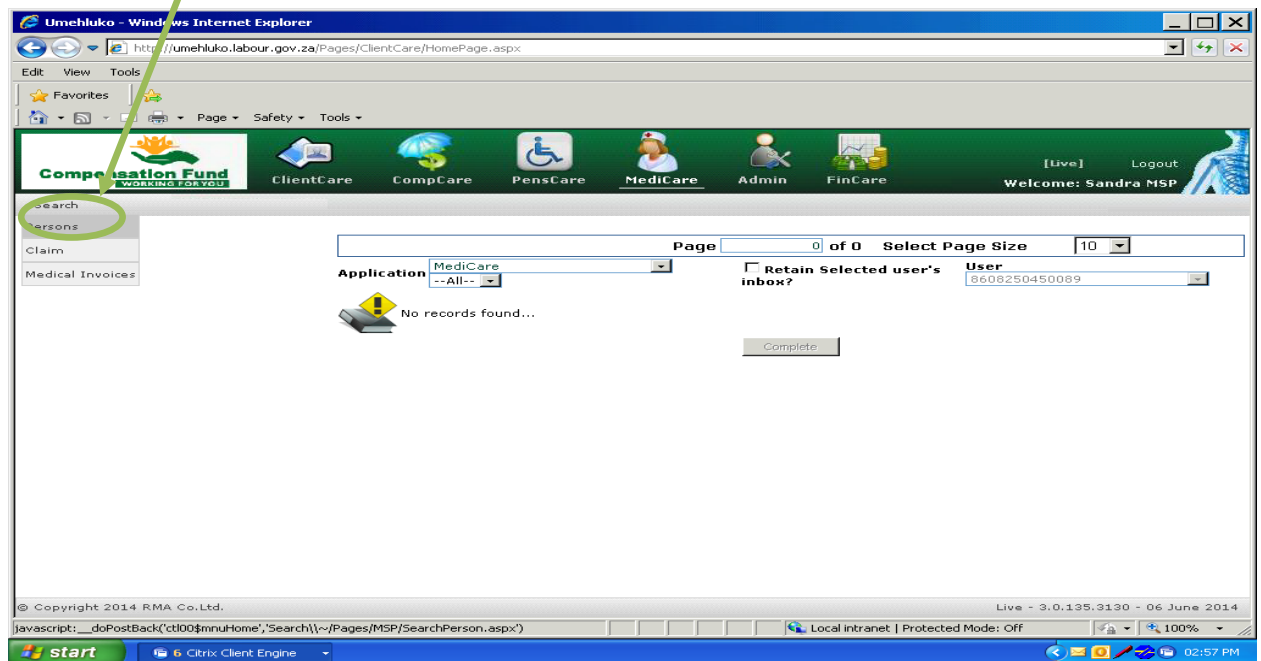 Umehluko - Windows Internet Explorer
http://umehluko.labour.gov.za/Pages/ClientCare/HomePage.aspx
Edit View Tools
Favorites
Page Safety Tools
Compensation Fund
WORKING FOR YOU
ClientCare CompCare PensCare MediCare Admin FinCare
[Live] Logout
Welcome: Sandra MSP
Search
Persons
Claim
Medical Invoices
Page 0 of 0 Select Page Size 10
Application MediCare
--All--
Retain Selected user's inbox?
User
8608250450089
No records found...
Complete
© Copyright 2014 RMA Co.Ltd.
Live - 3.0.135.3130 - 06 June 2014
javascript:__doPostBack('ctl00$mnuHome','Search\\~/Pages/MSP/SearchPerson.aspx')
Local intranet | Protected Mode: Off
100%
start
6 Citrix Client Engine
02:57 PM